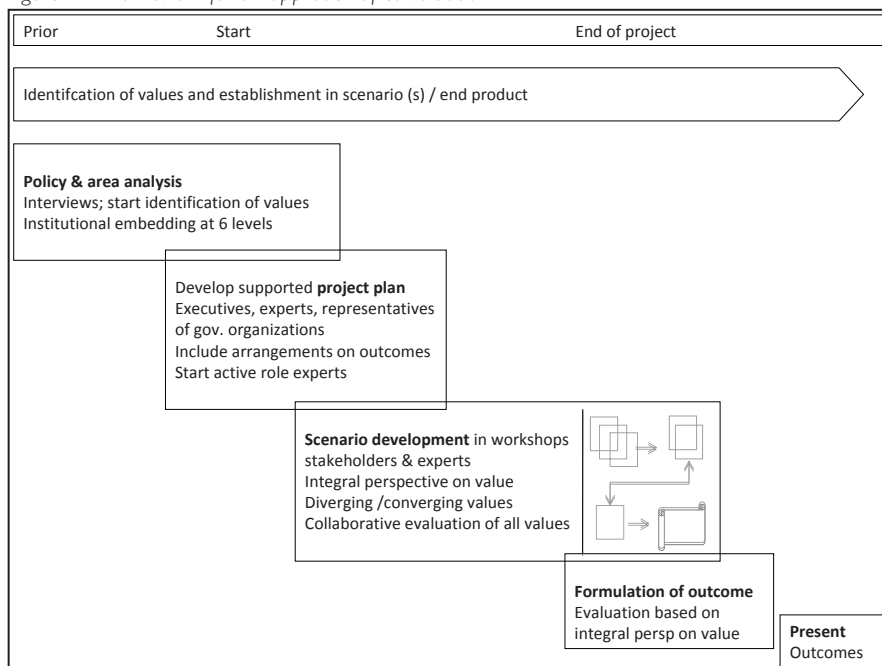 Prior Start End of project
Identifcation of values and establishment in scenario (s) / end product
Policy & area analysis
Interviews; start identification of values
Institutional embedding at 6 levels
Develop supported project plan
Executives, experts, representatives
of gov. organizations
Include arrangements on outcomes
Start active role experts
Scenario development in workshops
stakeholders & experts
Integral perspective on value
Diverging /converging values
Collaborative evaluation of all values
Formulation of outcome
Evaluation based on
integral persp on value
Present
Outcomes